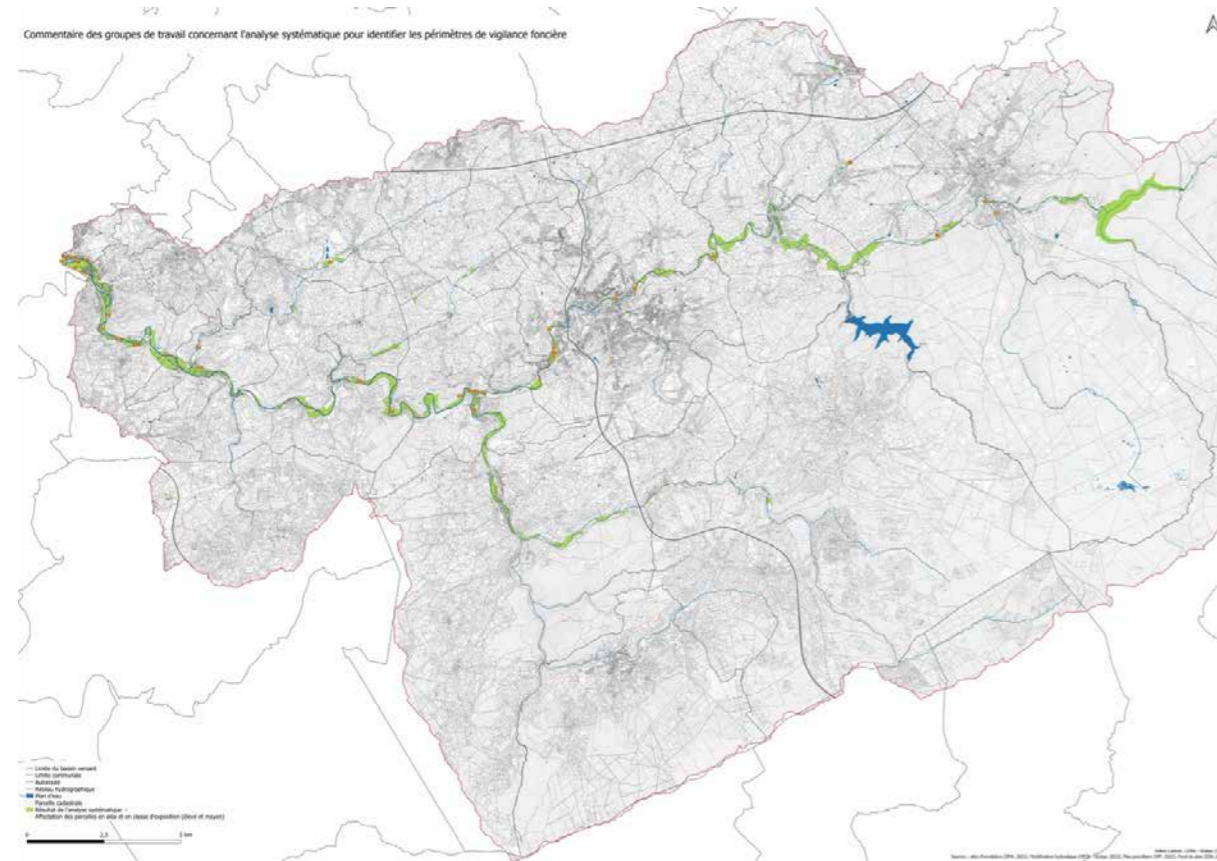 Commentaire des groupes de travail concernant l'analyse systématique pour identifier les périmètres de vigilance foncière
Limite du bassin versant
Limite communale
Autoroute
Réseau hydrographique
Plan d'eau
Parcelle cadastrale
Résultat de l'analyse systématique -
Affectation des parcelles en aléa et en classe d'exposition (élevé et moyen)
0 2,5 5 km